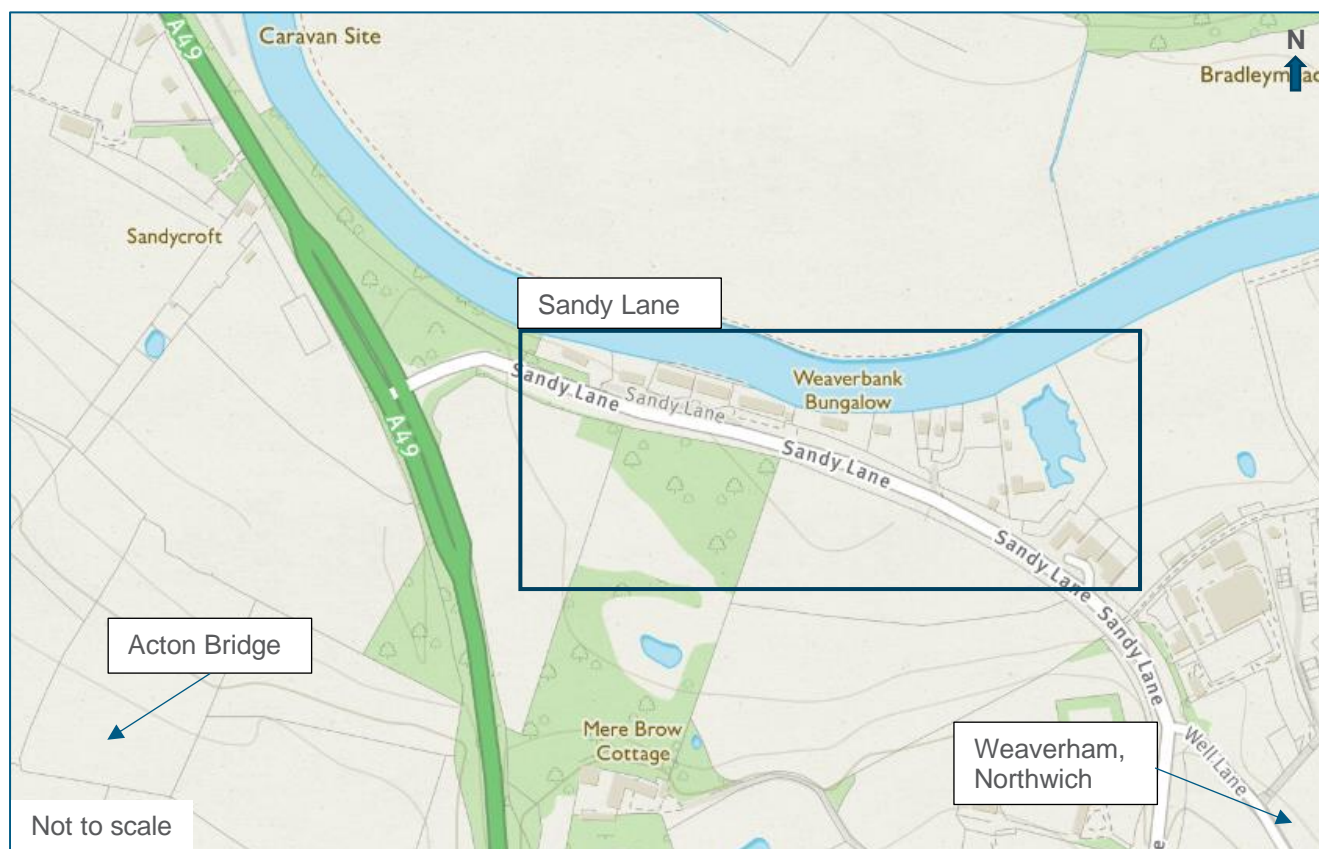 A49
Caravan Site
N
Bradleymead
Sandycroft
Sandy Lane
Sandy Lane
Sandy Lane
Weaverbank
Bungalow
A49
Sandy Lane
Sandy Lane
Sandy Lane
Acton Bridge
Mere Brow
Cottage
Weaverham,
Northwich
Well Lane
Not to scale
e